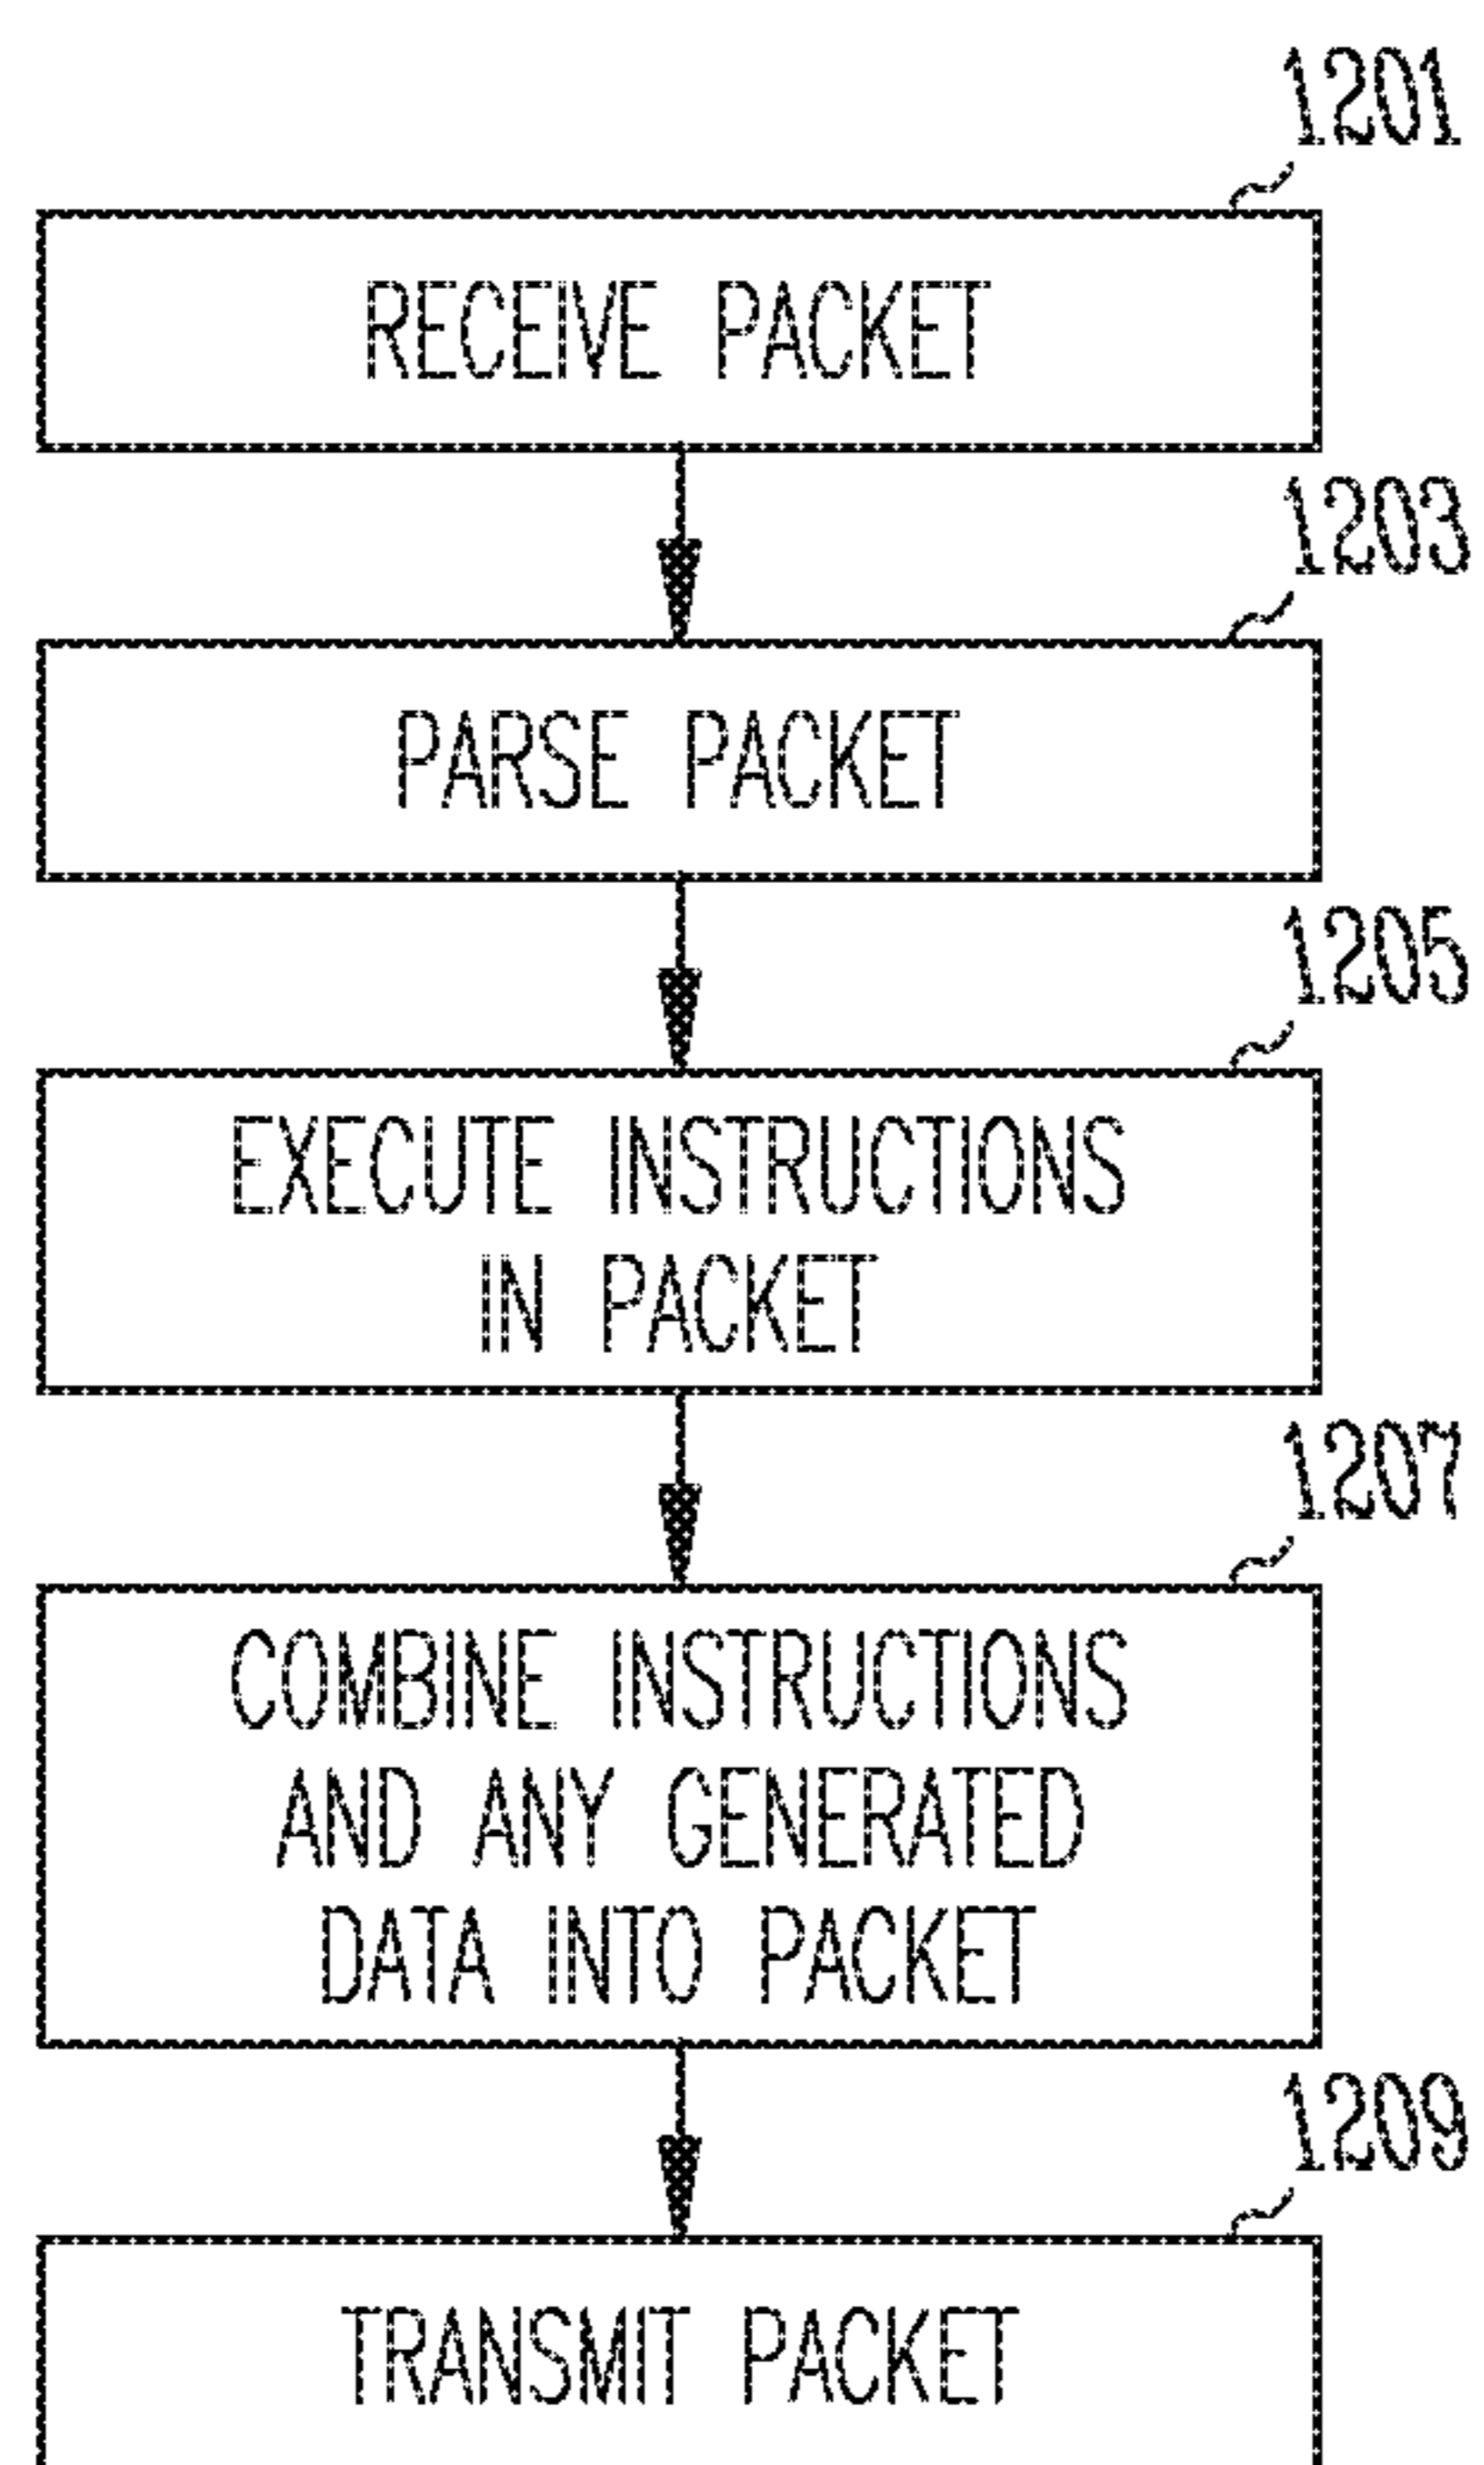 1201
RECEIVE PACKET
1203
PARSE PACKET
1205
EXECUTE INSTRUCTIONS
IN PACKET
1207
COMBINE INSTRUCTIONS
AND ANY GENERATED
DATA INTO PACKET
1209
TRANSMIT PACKET